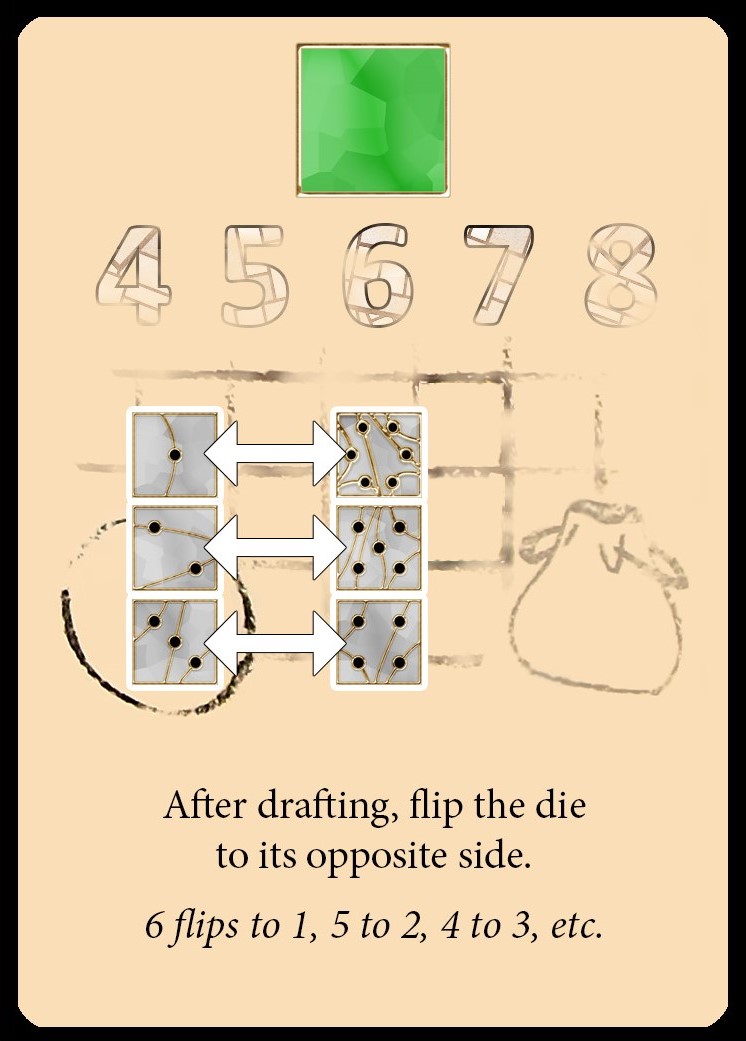 4 5 6 7 8
After drafting, flip the die
to its opposite side.
6 flips to 1, 5 to 2, 4 to 3, etc.